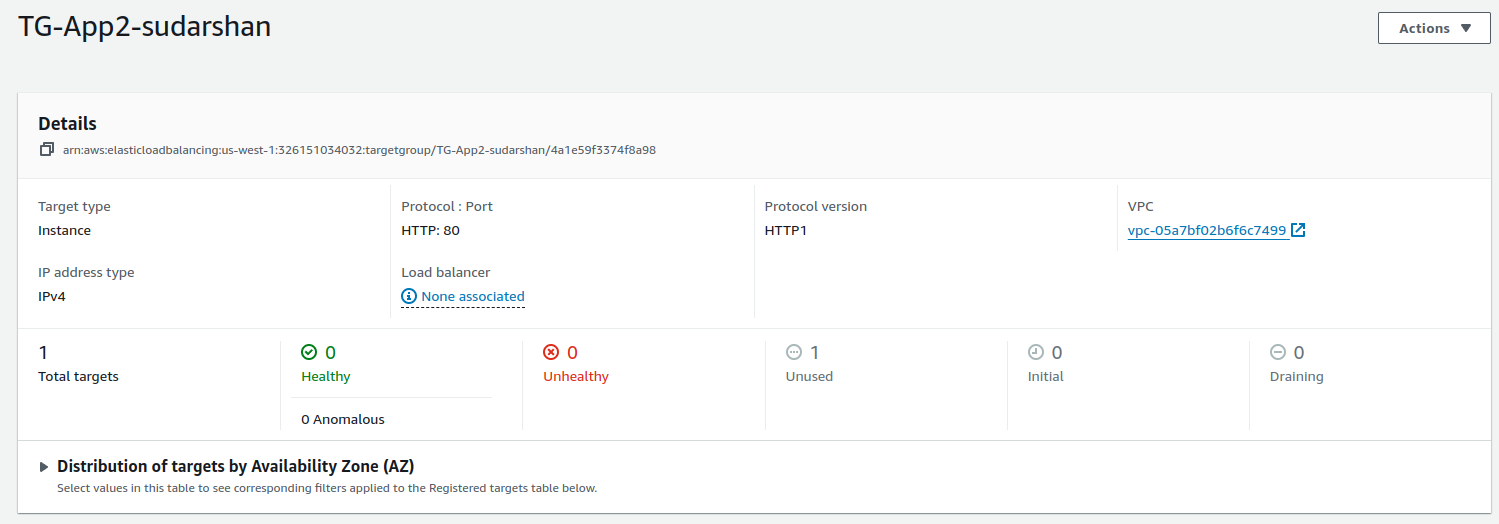 TG-App2-sudarshan
Actions
Details
arn:aws:elasticloadbalancing:us-west-1:326151034032:targetgroup/TG-App2-sudarshan/4a1e59f3374f8a98
Target type
Instance
Protocol : Port
HTTP: 80
Protocol version
HTTP1
VPC
vpc-05a7bf02b6f6c7499
IP address type
IPv4
Load balancer
None associated
1
Total targets
0
Healthy
0 Anomalous
0
Unhealthy
1
Unused
0
Initial
0
Draining
Distribution of targets by Availability Zone (AZ)
Select values in this table to see corresponding filters applied to the Registered targets table below.